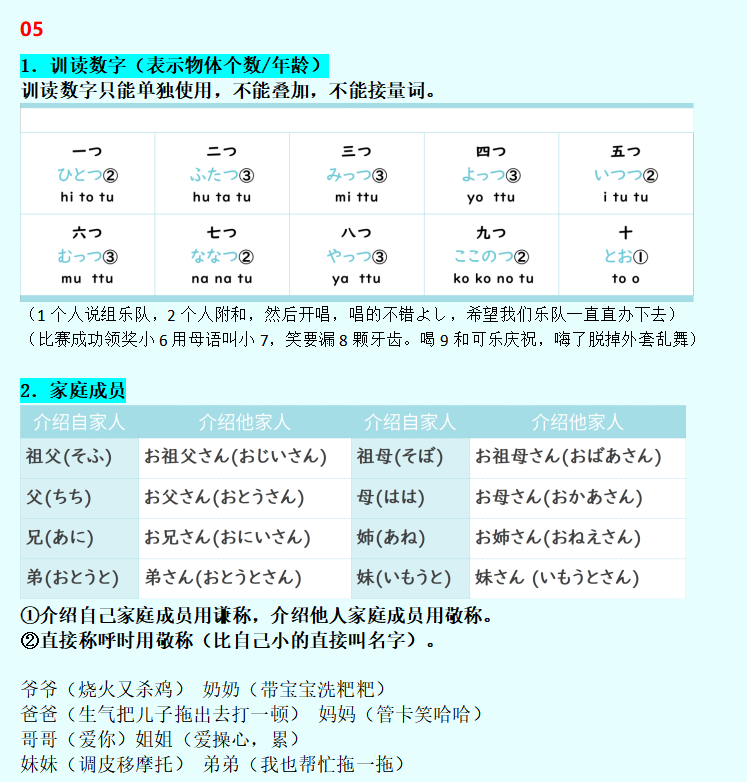 05
1. 训读数字（表示物体个数/年龄）
训读数字只能单独使用，不能叠加，不能接量词。
一つ 二つ 三つ 四つ 五つ
ひとつ② ふたつ③ みっつ③ よっつ③ いつつ②
hi to tu hu ta tu mi ttu yo ttu i tu tu
六つ 七つ 八つ 九つ 十
むっつ③ ななつ② やっつ③ ここのつ② とお①
mu ttu na na tu ya ttu ko ko no tu to o
（1 个人说组乐队，2 个人附和，然后开唱，唱的不错よし，希望我们乐队一直直办下去）
（比赛成功领奖小 6 用母语叫小 7，笑要漏 8 颗牙齿。喝 9 和可乐庆祝，嗨了脱掉外套乱舞）
2. 家庭成员
介绍自家人 介绍他家人 介绍自家人 介绍他家人
祖父(そふ) お祖父さん(おじいさん) 祖母(そぼ) お祖母さん(おばあさん)
父(ちち) お父さん(おとうさん) 母(はは) お母さん(おかあさん)
兄(あに) お兄さん(おにいさん) 姉(あね) お姉さん(おねえさん)
弟(おとうと) 弟さん(おとうとさん) 妹(いもうと) 妹さん (いもうとさん)
①介绍自己家庭成员用谦称，介绍他人家庭成员用敬称。
②直接称呼时用敬称（比自己小的直接叫名字）。
爷爷（烧火又杀鸡） 奶奶（带宝宝洗粑粑）
爸爸（生气把儿子拖出去打一顿） 妈妈（管卡笑哈哈）
哥哥（爱你）姐姐（爱操心，累）
妹妹（调皮移摩托） 弟弟（我也帮忙拖一拖）